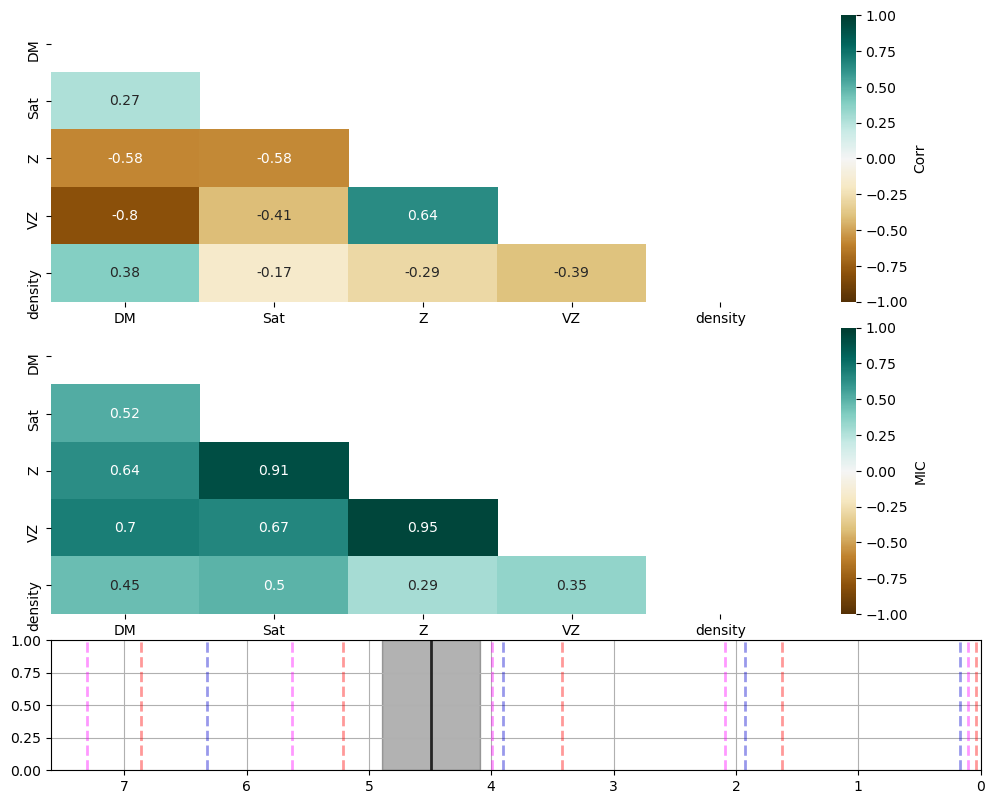 DM
Sat
Z
VZ
density
0.27
-0.58 -0.58
-0.8 -0.41 0.64
0.38 -0.17 -0.29 -0.39
DM Sat Z VZ density
1.00
0.75
0.50
0.25
0.00
−0.25
−0.50
−0.75
−1.00
Corr
DM
Sat
Z
VZ
density
0.52
0.64 0.91
0.7 0.67 0.95
0.45 0.5 0.29 0.35
DM Sat Z VZ density
1.00
0.75
0.50
0.25
0.00
−0.25
−0.50
−0.75
−1.00
MIC
1.00
0.75
0.50
0.25
0.00
7 6 5 4 3 2 1 0